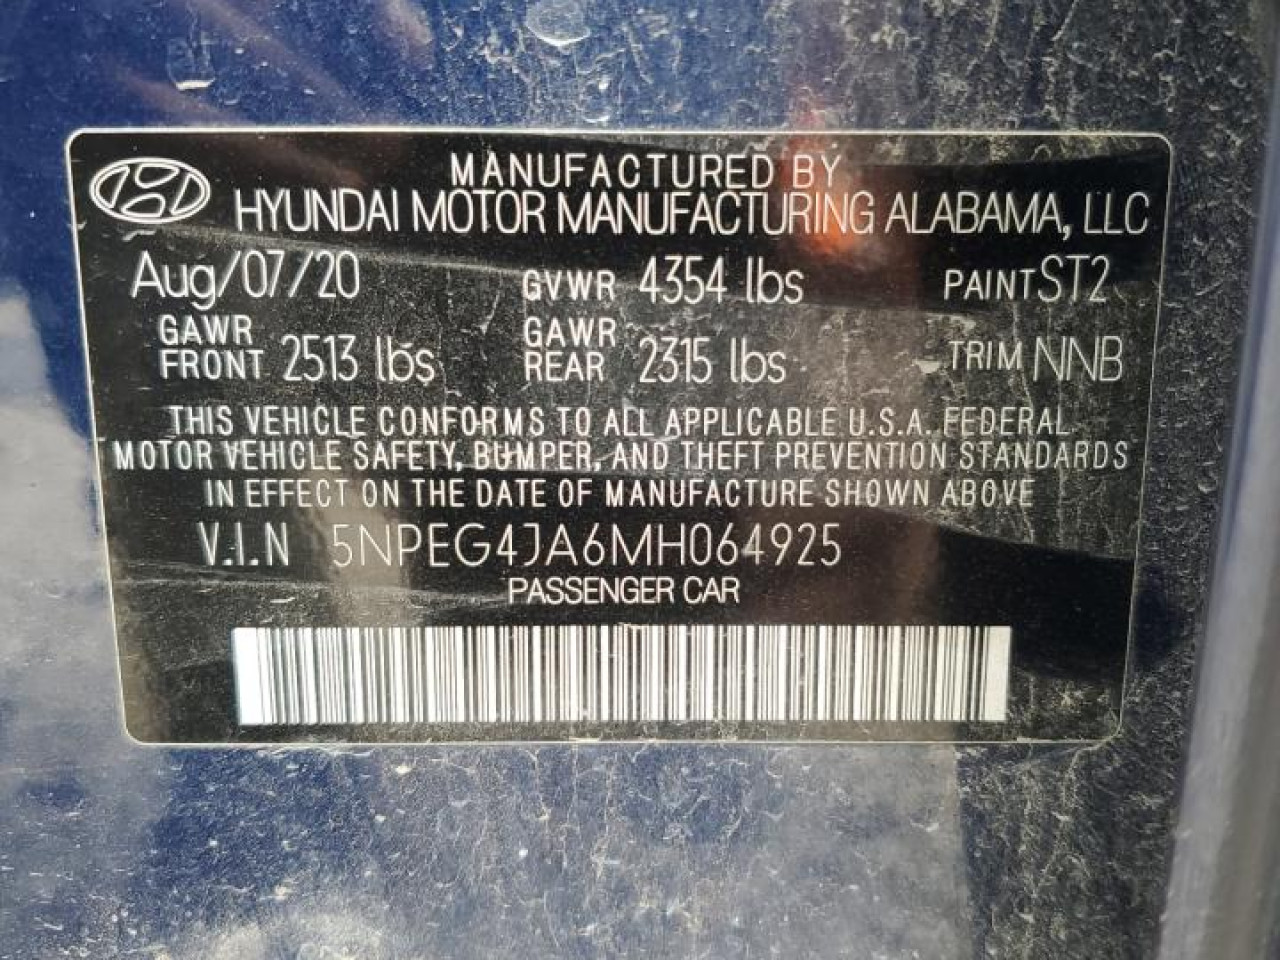 MANUFACTURED BY
HYUNDAI MOTOR MANUFACTURING ALABAMA, LLC
Aug/07/20 GVWR 4354 lbs PAINT ST2
GAWR FRONT 2513 lbs GAWR REAR 2315 lbs TRIM NNB
THIS VEHICLE CONFORMS TO ALL APPLICABLE U.S.A. FEDERAL
MOTOR VEHICLE SAFETY, BUMPER, AND THEFT PREVENTION STANDARDS
IN EFFECT ON THE DATE OF MANUFACTURE SHOWN ABOVE
V.I.N 5NPEG4JA6MH064925
PASSENGER CAR